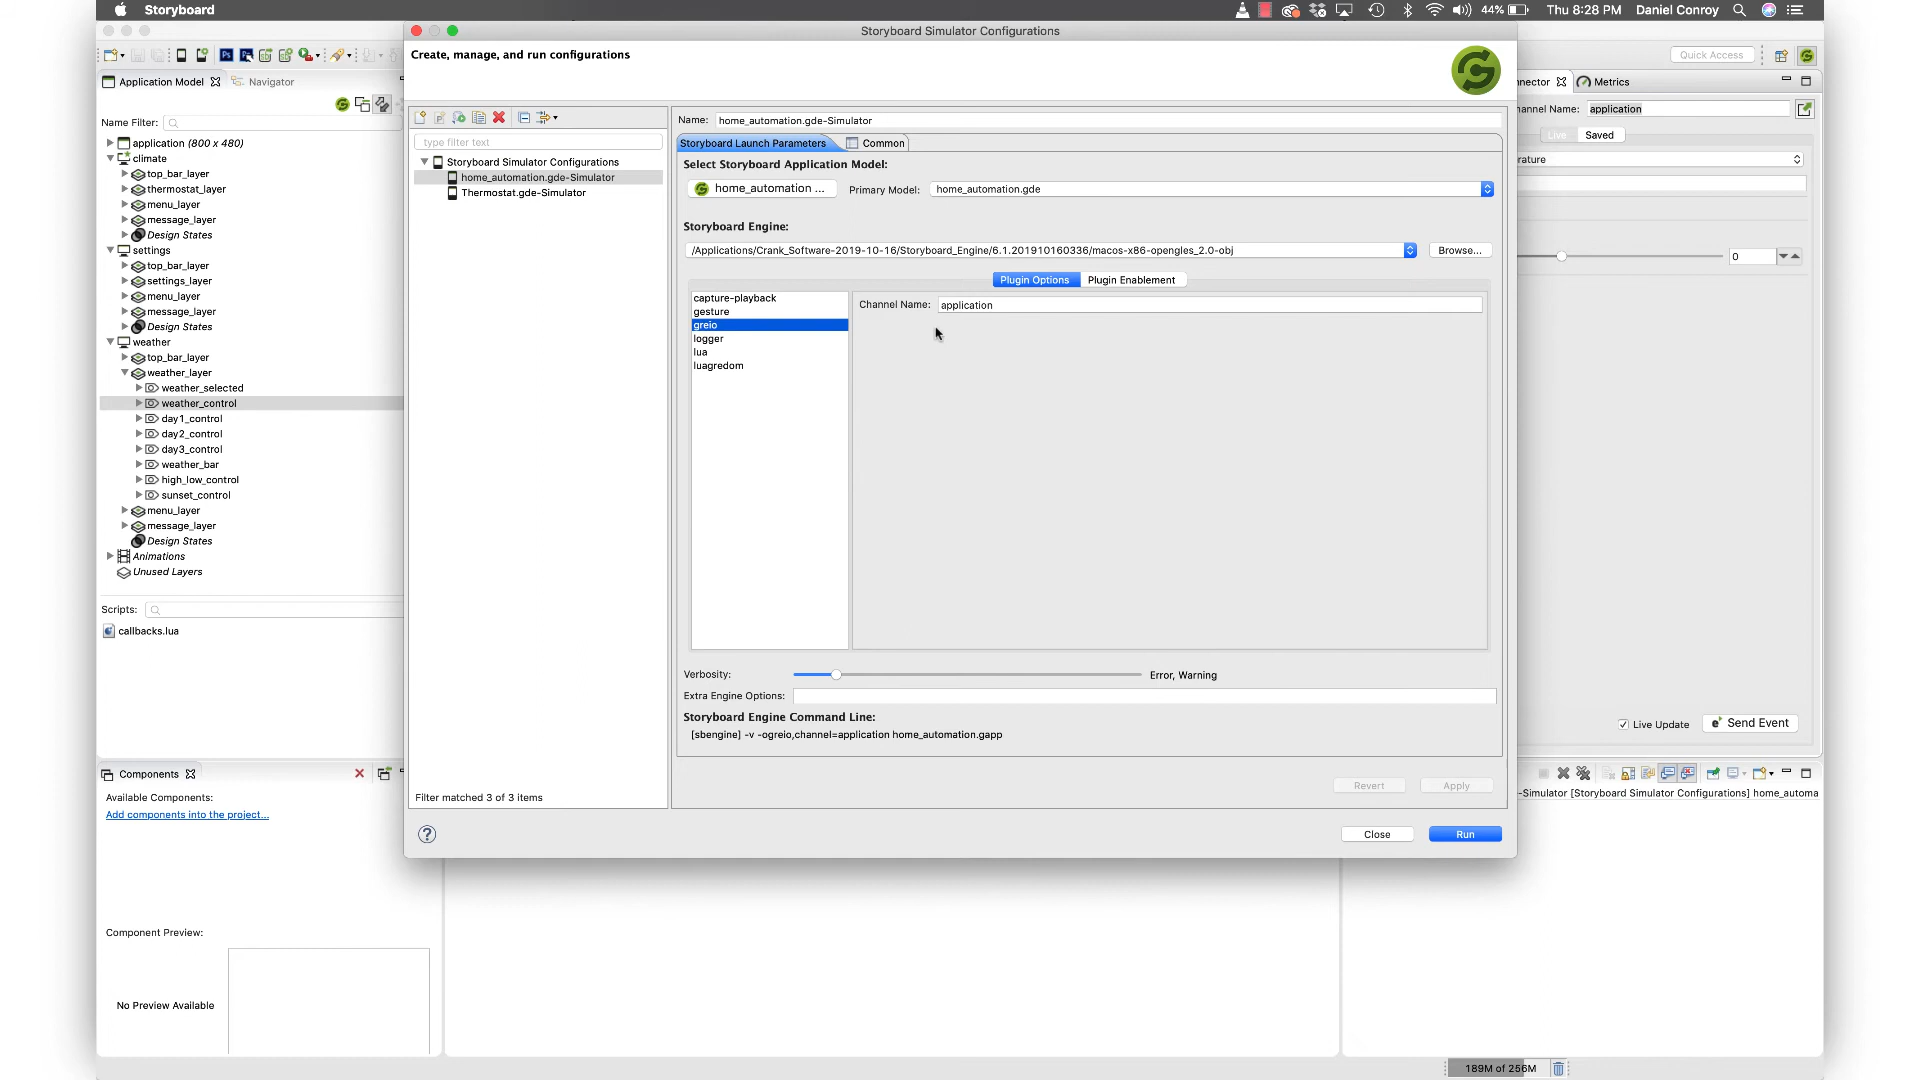 Storyboard
44%
Thu 8:28 PM Daniel Conroy
Storyboard Simulator Configurations
Create, manage, and run configurations
Quick Access
Application Model
Navigator
nnector
Metrics
Name Filter:
hannel Name: application
Live
Saved
rature
0
application (800 x 480)
climate
top_bar_layer
thermostat_layer
menu_layer
message_layer
Design States
settings
top_bar_layer
settings_layer
menu_layer
message_layer
Design States
weather
top_bar_layer
weather_layer
weather_selected
weather_control
day1_control
day2_control
day3_control
weather_bar
high_low_control
sunset_control
menu_layer
message_layer
Design States
Animations
Unused Layers
Scripts:
callbacks.lua
type filter text
Storyboard Simulator Configurations
home_automation.gde-Simulator
Thermostat.gde-Simulator
Filter matched 3 of 3 items
Name: home_automation.gde-Simulator
Storyboard Launch Parameters
Common
Select Storyboard Application Model:
home_automation ...
Primary Model: home_automation.gde
Storyboard Engine:
/Applications/Crank_Software-2019-10-16/Storyboard_Engine/6.1.201910160336/macos-x86-opengles_2.0-obj
Browse...
Plugin Options
Plugin Enablement
capture-playback
gesture
greio
logger
lua
luagredom
Channel Name: application
Verbosity:
Error, Warning
Extra Engine Options:
Storyboard Engine Command Line:
[sbengine] -v -ogreio,channel=application home_automation.gapp
Revert
Apply
Close
Run
Live Update
Send Event
-Simulator [Storyboard Simulator Configurations] home_automa
Components
Available Components:
Add components into the project...
Component Preview:
No Preview Available
189M of 256M